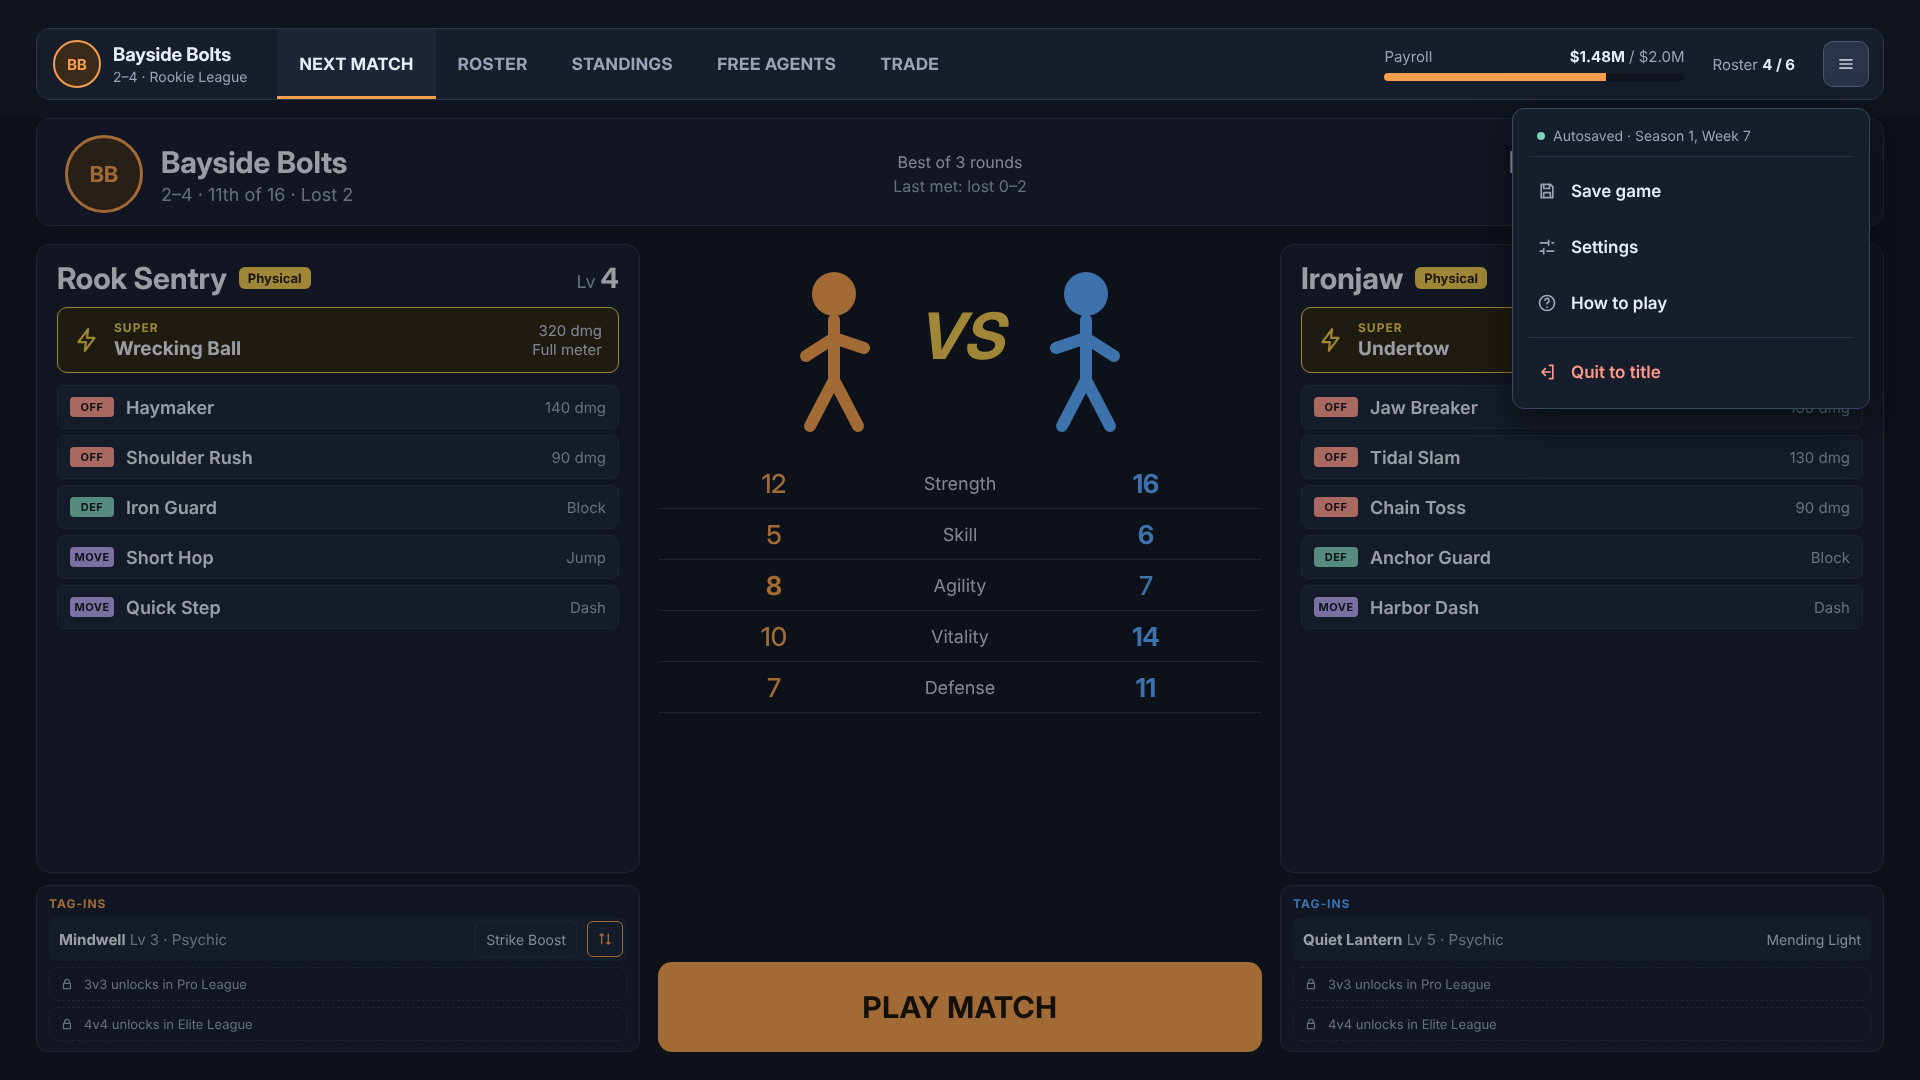 BB
Bayside Bolts
2–4 · Rookie League
NEXT MATCH
ROSTER
STANDINGS
FREE AGENTS
TRADE
Payroll
$1.48M / $2.0M
Roster 4 / 6
Autosaved · Season 1, Week 7
Save game
Settings
How to play
Quit to title
BB
Bayside Bolts
2–4 · 11th of 16 · Lost 2
Best of 3 rounds
Last met: lost 0–2
Rook Sentry
Physical
Lv 4
SUPER
Wrecking Ball
320 dmg
Full meter
OFF Haymaker 140 dmg
OFF Shoulder Rush 90 dmg
DEF Iron Guard Block
MOVE Short Hop Jump
MOVE Quick Step Dash
VS
12 Strength 16
5 Skill 6
8 Agility 7
10 Vitality 14
7 Defense 11
Ironjaw
Physical
SUPER
Undertow
OFF Jaw Breaker
OFF Tidal Slam 130 dmg
OFF Chain Toss 90 dmg
DEF Anchor Guard Block
MOVE Harbor Dash Dash
TAG-INS
Mindwell Lv 3 · Psychic
Strike Boost
3v3 unlocks in Pro League
4v4 unlocks in Elite League
PLAY MATCH
TAG-INS
Quiet Lantern Lv 5 · Psychic
Mending Light
3v3 unlocks in Pro League
4v4 unlocks in Elite League